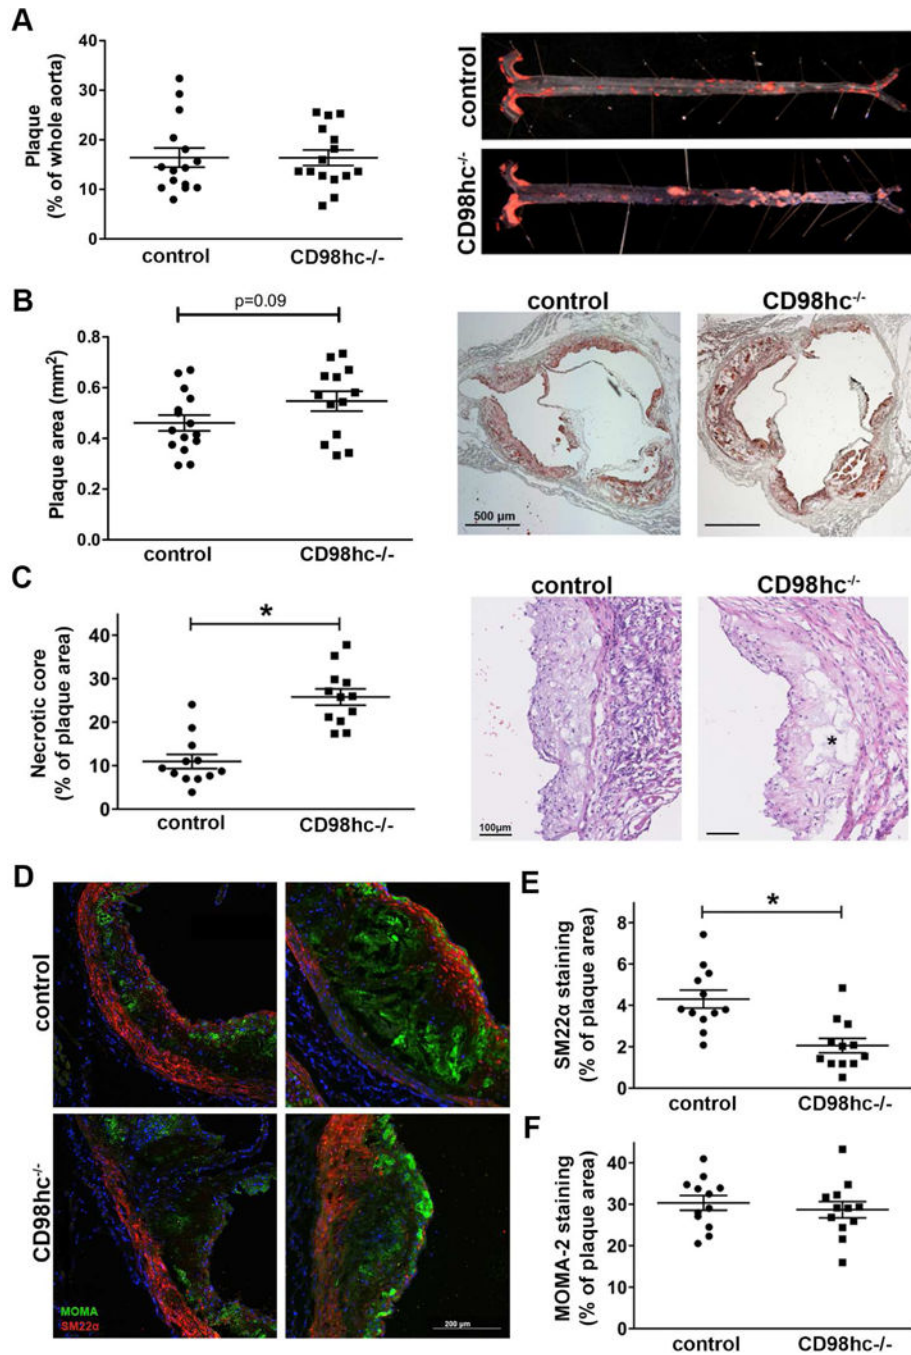 A
Plaque
(% of whole aorta)
40
30
20
10
0
control
CD98hc-/-
control
CD98hc-/-
B
p=0.09
Plaque area (mm2)
0.8
0.6
0.4
0.2
0.0
control
CD98hc-/-
control
CD98hc-/-
500 µm
C
*
Necrotic core
(% of plaque area)
40
30
20
10
0
control
CD98hc-/-
control
CD98hc-/-
100µm
*
D
control
CD98hc-/-
MOMA
SM22α
200 µm
E
*
SM22α staining
(% of plaque area)
8
6
4
2
0
control
CD98hc-/-
F
MOMA-2 staining
(% of plaque area)
40
30
20
10
0
control
CD98hc-/-